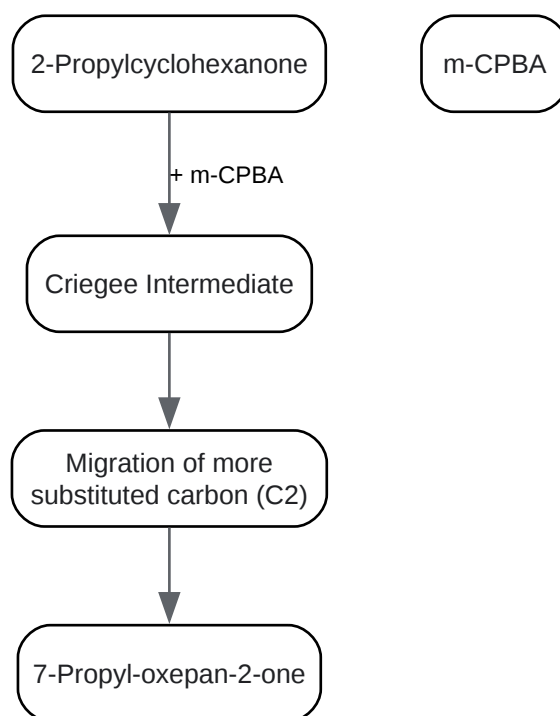 2-Propylcyclohexanone
m-CPBA
+ m-CPBA
Criegee Intermediate
Migration of more
substituted carbon (C2)
7-Propyl-oxepan-2-one